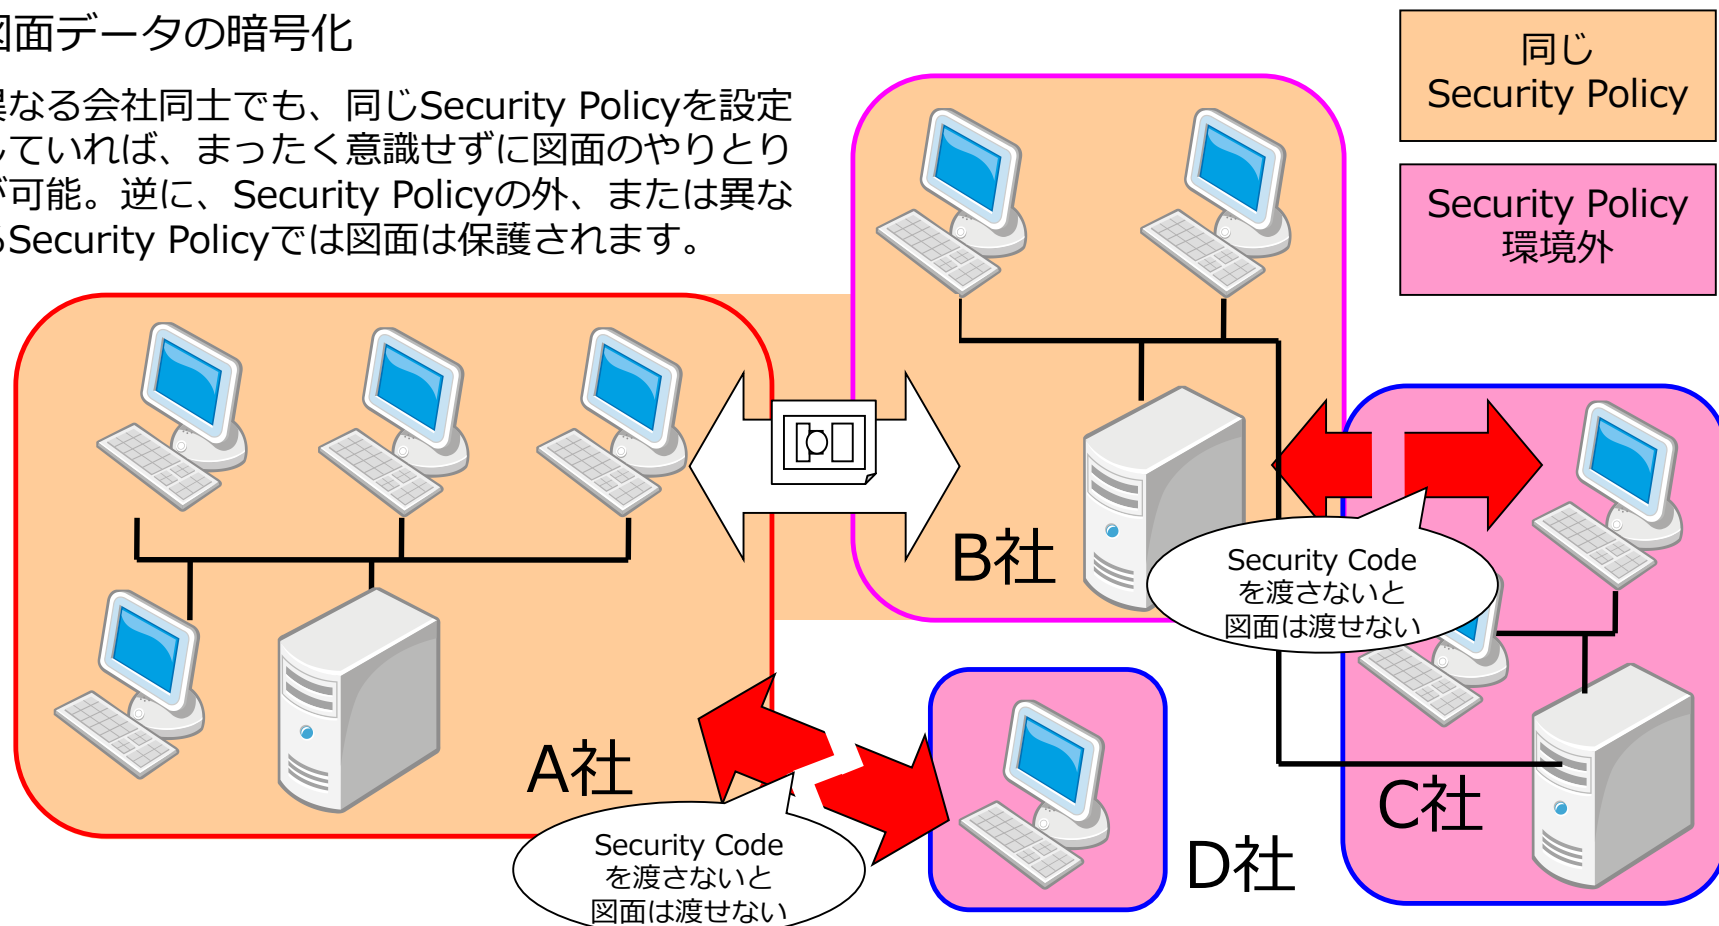 図面データの暗号化
異なる会社同士でも、同じSecurity Policyを設定
していれば、まったく意識せずに図面のやりとり
が可能。逆に、Security Policyの外、または異な
るSecurity Policyでは図面は保護されます。
同じ
Security Policy
Security Policy
環境外
B社
Security Code
を渡さないと
図面は渡せない
A社
C社
Security Code
を渡さないと
図面は渡せない
D社